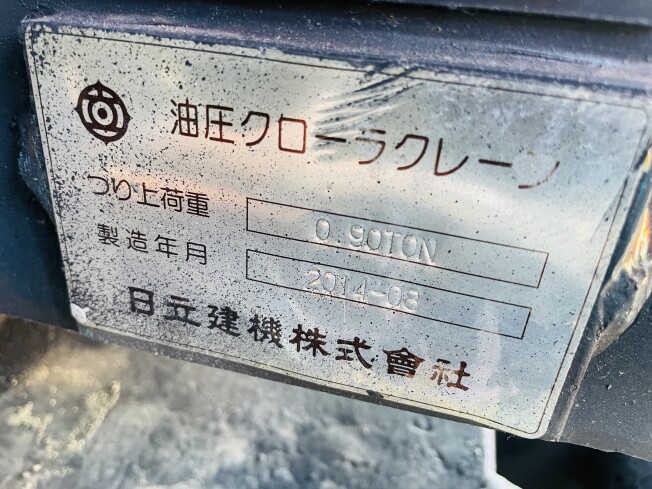 油圧クローラクレーン
つり上荷重 0.90TON
製造年月 2014-08
日立建機株式會社